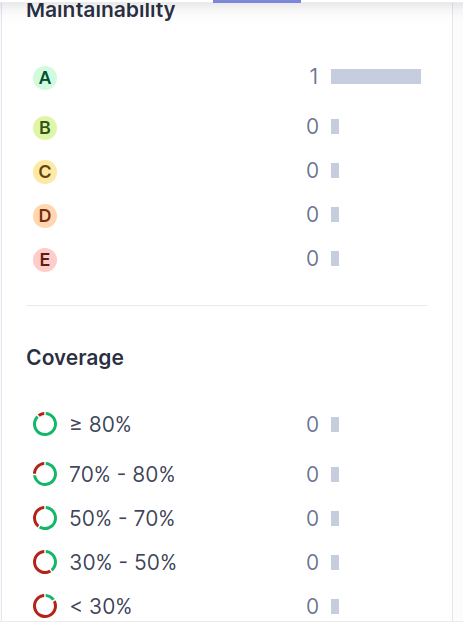 Maintainability
A 1
B 0
C 0
D 0
E 0
Coverage
≥ 80% 0
70% - 80% 0
50% - 70% 0
30% - 50% 0
< 30% 0